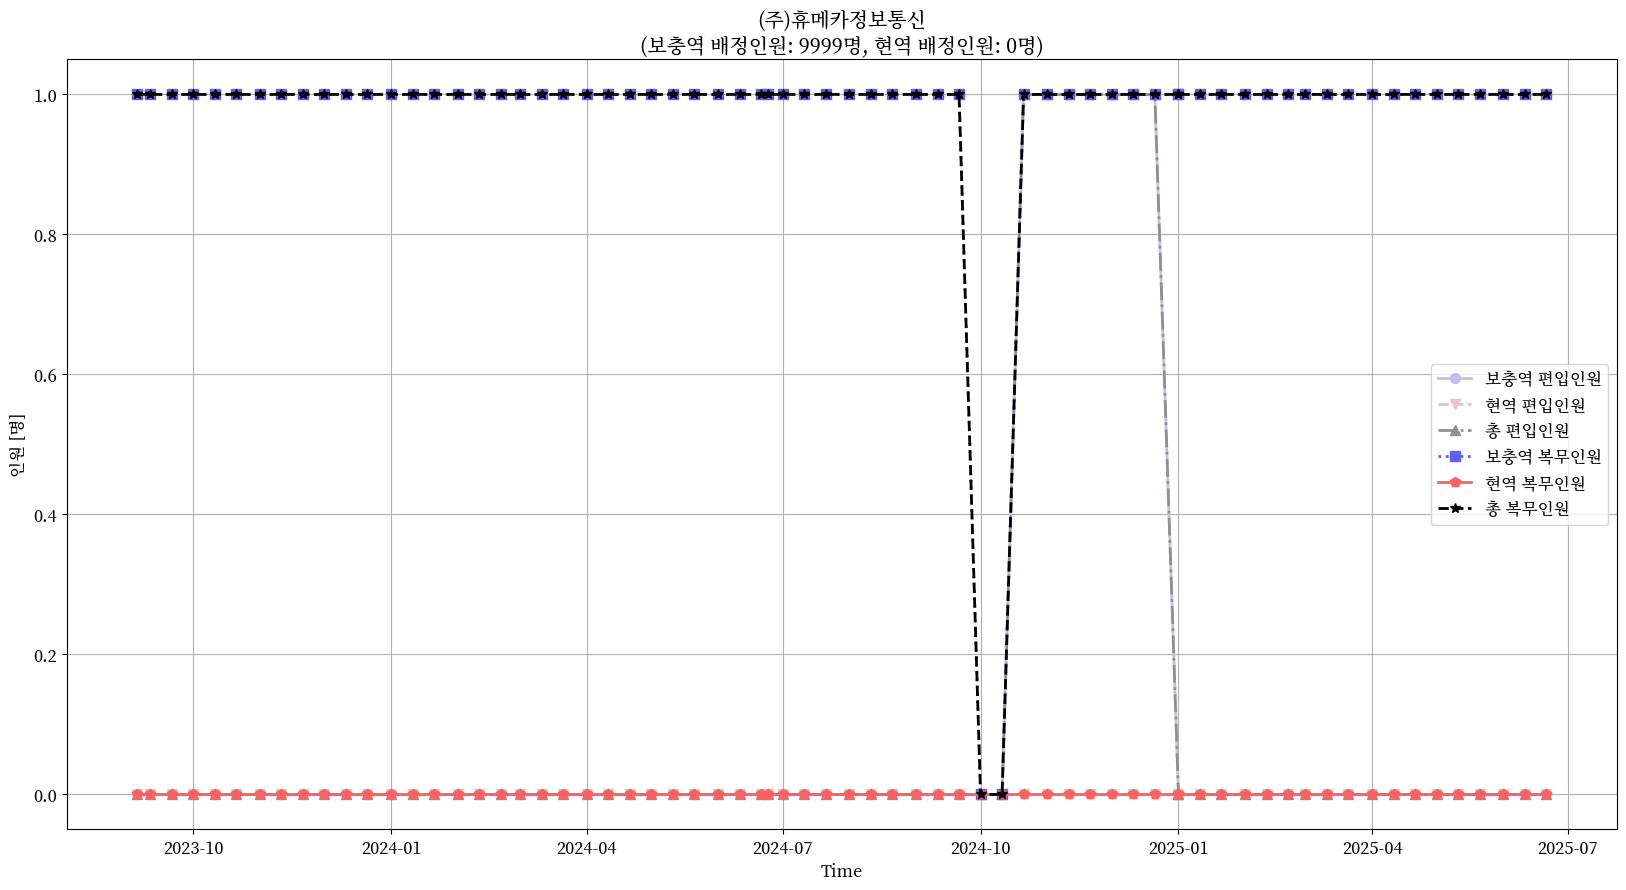 (주)휴메카정보통신
(보충역 배정인원: 9999명, 현역 배정인원: 0명)
1.0
0.8
0.6
0.4
0.2
0.0
인원 [명]
보충역 편입인원
현역 편입인원
총 편입인원
보충역 복무인원
현역 복무인원
총 복무인원
2023-10
2024-01
2024-04
2024-07
2024-10
2025-01
2025-04
2025-07
Time